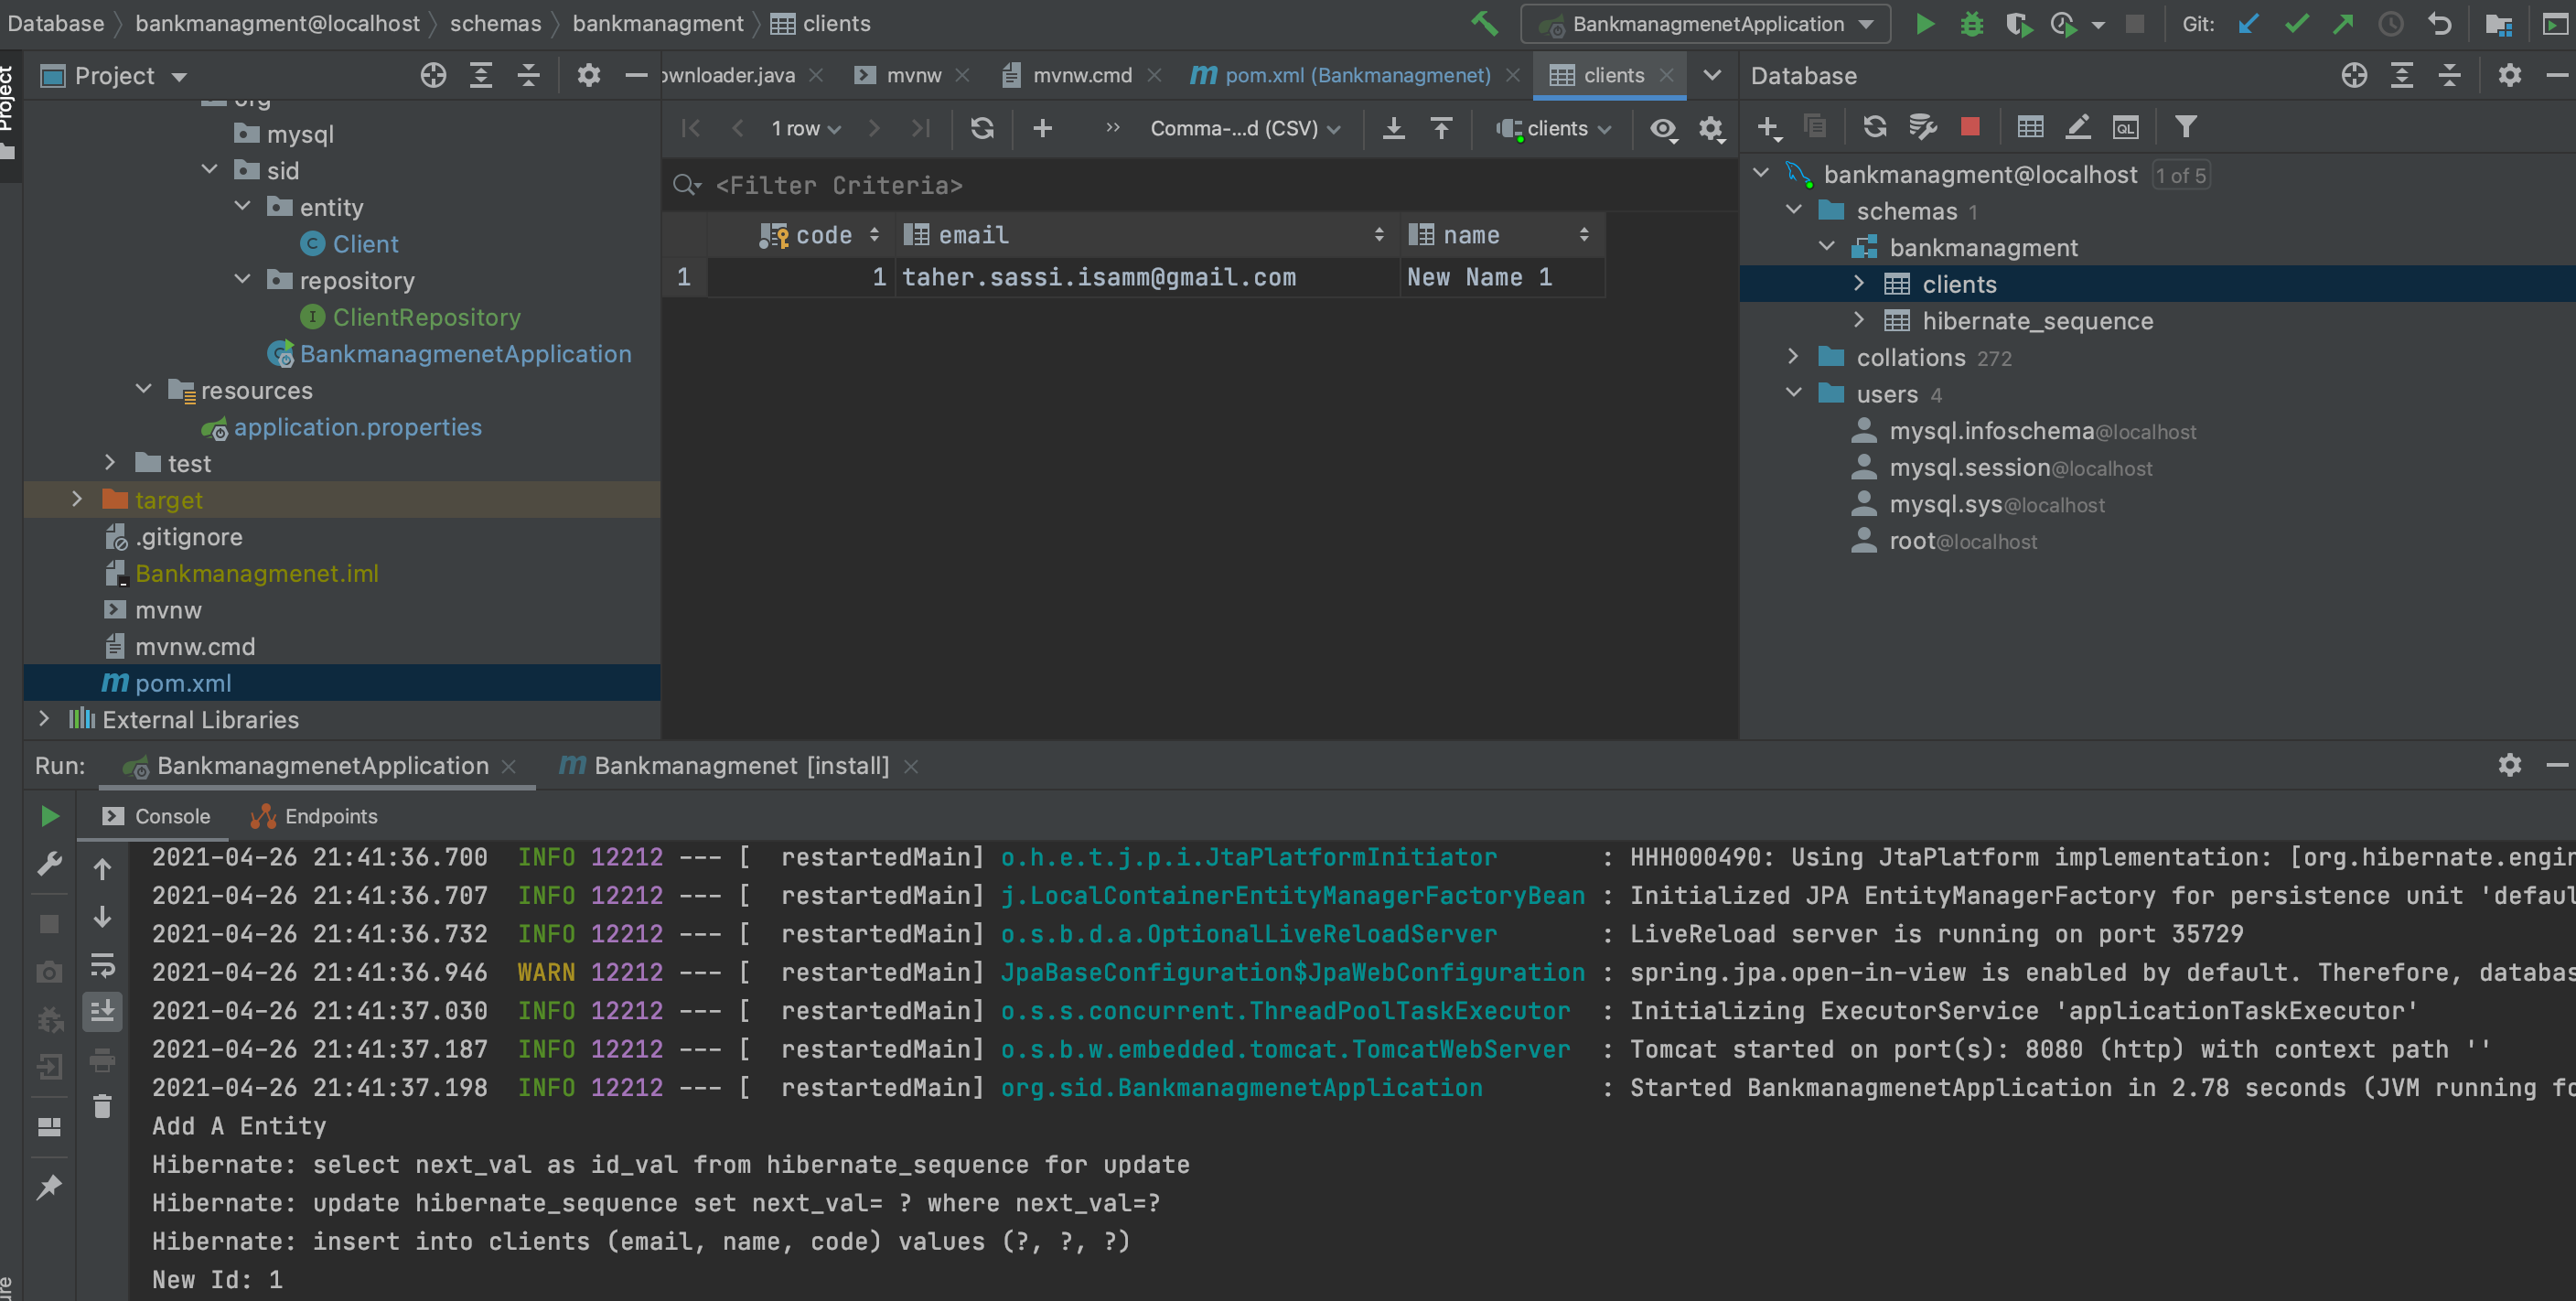 Database bankmanagment@localhost schemas bankmanagment clients
BankmanagmenetApplication
Git:
Project
Project
ownloader.java
mvnw
mvnw.cmd
pom.xml (Bankmanagmenet)
clients
Database
org
mysql
sid
entity
Client
repository
ClientRepository
BankmanagmenetApplication
resources
application.properties
test
target
.gitignore
Bankmanagmenet.iml
mvnw
mvnw.cmd
pom.xml
External Libraries
1 row
Comma-...d (CSV)
clients
<Filter Criteria>
code email name
1 1 taher.sassi.isamm@gmail.com New Name 1
QL
bankmanagment@localhost 1 of 5
schemas 1
bankmanagment
clients
hibernate_sequence
collations 272
users 4
mysql.infoschema@localhost
mysql.session@localhost
mysql.sys@localhost
root@localhost
Run: BankmanagmenetApplication Bankmanagmenet [install]
Console Endpoints
2021-04-26 21:41:36.700 INFO 12212 --- [ restartedMain] o.h.e.t.j.p.i.JtaPlatformInitiator : HHH000490: Using JtaPlatform implementation: [org.hibernate.engin
2021-04-26 21:41:36.707 INFO 12212 --- [ restartedMain] j.LocalContainerEntityManagerFactoryBean : Initialized JPA EntityManagerFactory for persistence unit 'defaul
2021-04-26 21:41:36.732 INFO 12212 --- [ restartedMain] o.s.b.d.a.OptionalLiveReloadServer : LiveReload server is running on port 35729
2021-04-26 21:41:36.946 WARN 12212 --- [ restartedMain] JpaBaseConfiguration$JpaWebConfiguration : spring.jpa.open-in-view is enabled by default. Therefore, databas
2021-04-26 21:41:37.030 INFO 12212 --- [ restartedMain] o.s.s.concurrent.ThreadPoolTaskExecutor : Initializing ExecutorService 'applicationTaskExecutor'
2021-04-26 21:41:37.187 INFO 12212 --- [ restartedMain] o.s.b.w.embedded.tomcat.TomcatWebServer : Tomcat started on port(s): 8080 (http) with context path ''
2021-04-26 21:41:37.198 INFO 12212 --- [ restartedMain] org.sid.BankmanagmenetApplication : Started BankmanagmenetApplication in 2.78 seconds (JVM running fo
Add A Entity
Hibernate: select next_val as id_val from hibernate_sequence for update
Hibernate: update hibernate_sequence set next_val= ? where next_val=?
Hibernate: insert into clients (email, name, code) values (?, ?, ?)
New Id: 1